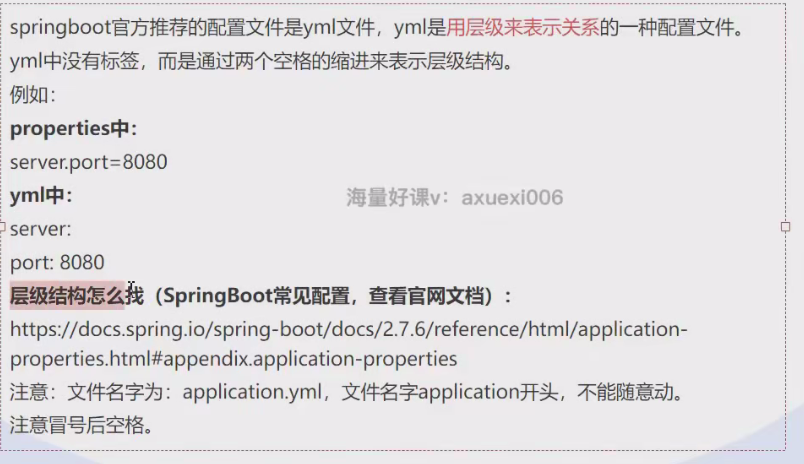 springboot官方推荐的配置文件是yml文件，yml是用层级来表示关系的一种配置文件。
yml中没有标签，而是通过两个空格的缩进来表示层级结构。
例如：
properties中：
server.port=8080
海量好课v：axuexi006
yml中：
server:
port: 8080
层级结构怎么找（SpringBoot常见配置，查看官网文档）：
https://docs.spring.io/spring-boot/docs/2.7.6/reference/html/application-
properties.html#appendix.application-properties
注意：文件名字为：application.yml，文件名字application开头，不能随意动。
注意冒号后空格。